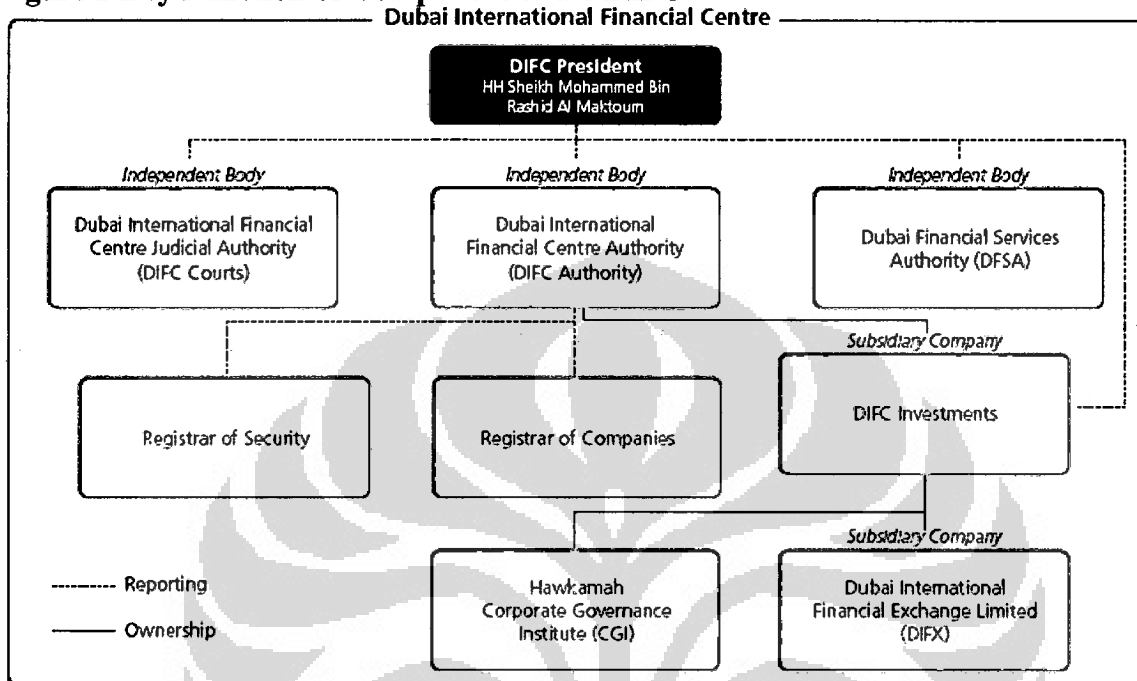 Dubai International Financial Centre
DIFC President
HH Sheikh Mohammed Bin
Rashid Al Maktoum
Independent Body
Independent Body
Independent Body
Dubai International Financial
Centre Judicial Authority
(DIFC Courts)
Dubai International
Financial Centre Authority
(DIFC Authority)
Dubai Financial Services
Authority (DFSA)
Subsidiary Company
Registrar of Security
Registrar of Companies
DIFC Investments
Subsidiary Company
Reporting
Ownership
Hawkamah
Corporate Governance
Institute (CGI)
Dubai International
Financial Exchange Limited
(DIFX)